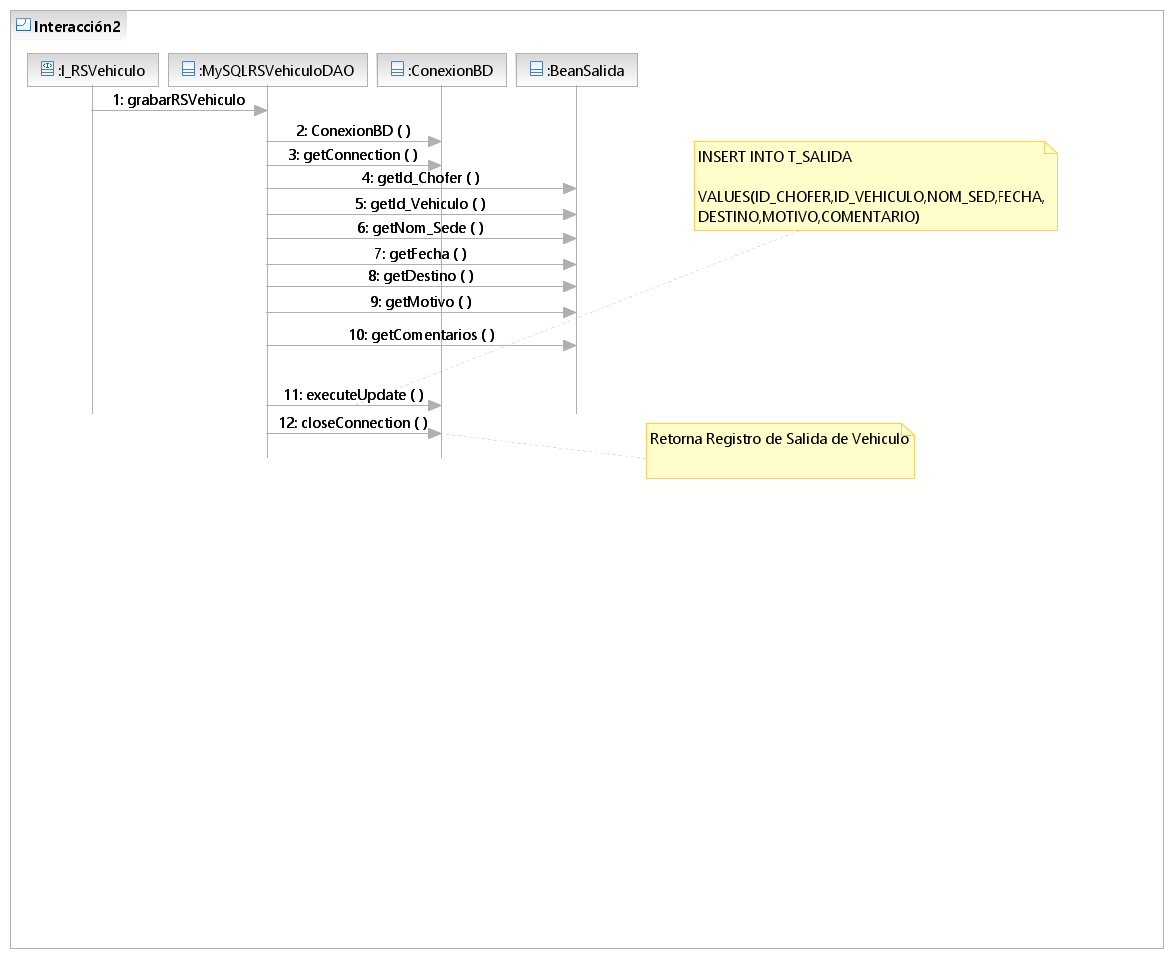 Interacción2
:I_RSVehiculo
:MySQLRSVehiculoDAO
:ConexionBD
:BeanSalida
1: grabarRSVehiculo
2: ConexionBD ( )
3: getConnection ( )
4: getId_Chofer ( )
5: getId_Vehiculo ( )
6: getNom_Sede ( )
7: getFecha ( )
8: getDestino ( )
9: getMotivo ( )
10: getComentarios ( )
11: executeUpdate ( )
12: closeConnection ( )
INSERT INTO T_SALIDA
VALUES(ID_CHOFER,ID_VEHICULO,NOM_SED,FECHA,
DESTINO,MOTIVO,COMENTARIO)
Retorna Registro de Salida de Vehiculo